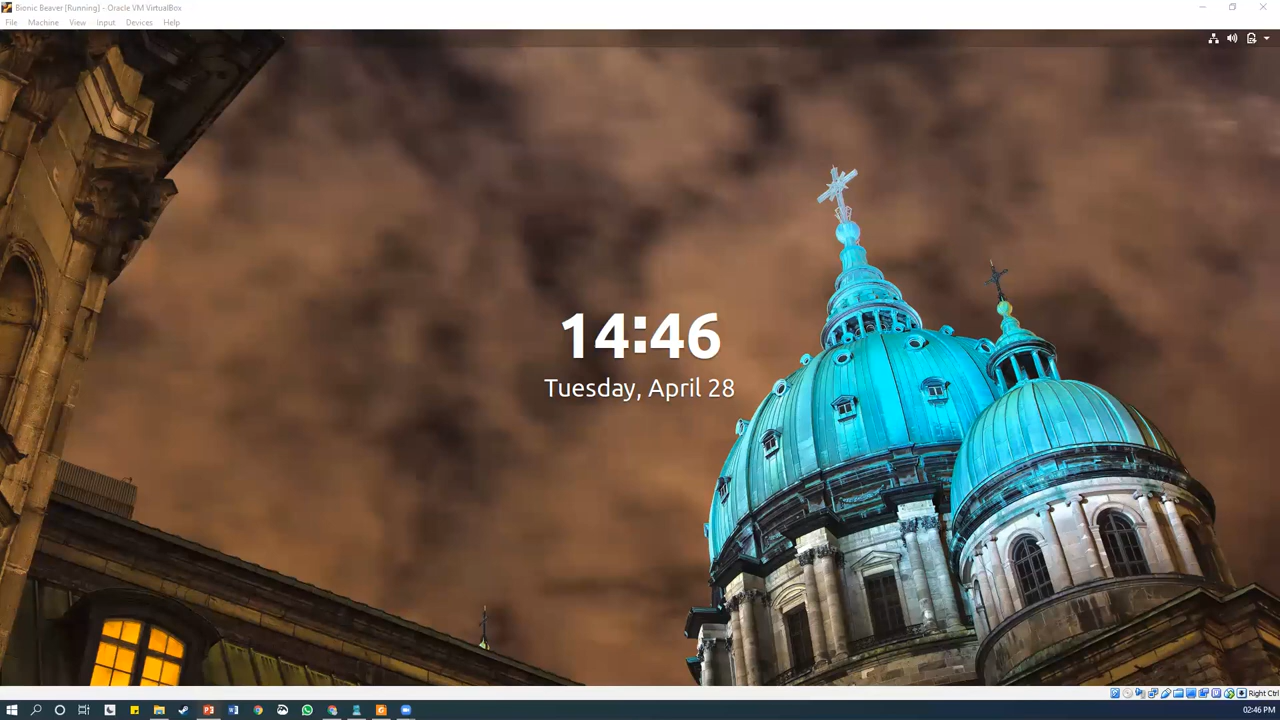 Bionic Beaver [Running] - Oracle VM VirtualBox
File Machine View Input Devices Help
14:46
Tuesday, April 28
Right Ctrl
02:46 PM